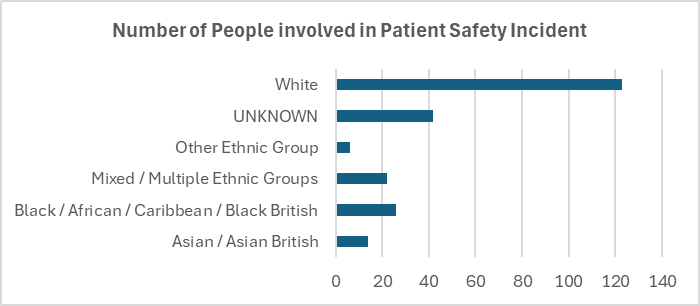 Number of People involved in Patient Safety Incident
White
UNKNOWN
Other Ethnic Group
Mixed / Multiple Ethnic Groups
Black / African / Caribbean / Black British
Asian / Asian British
0 20 40 60 80 100 120 140